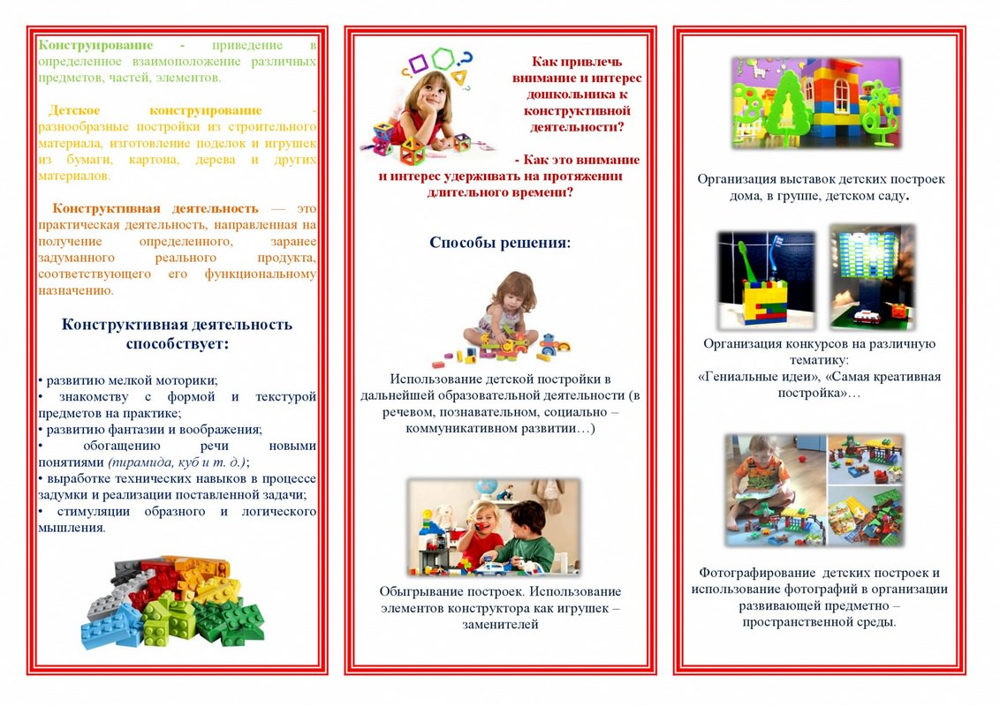 Конструирование - приведение в
определенное взаимоположение различных
предметов, частей, элементов.
Детское конструирование -
разнообразные постройки из строительного
материала, изготовление поделок и игрушек
из бумаги, картона, дерева и других
материалов.
Конструктивная деятельность — это
практическая деятельность, направленная на
получение определенного, заранее
задуманного реального продукта,
соответствующего его функциональному
назначению.
Конструктивная деятельность
способствует:
• развитию мелкой моторики;
• знакомству с формой и текстурой
предметов на практике;
• развитию фантазии и воображения;
• обогащению речи новыми
понятиями (пирамида, куб и т. д.);
• выработке технических навыков в процессе
задумки и реализации поставленной задачи;
• стимуляции образного и логического
мышления.
Как привлечь
внимание и интерес
дошкольника к
конструктивной
деятельности?
- Как это внимание
и интерес удерживать на протяжении
длительного времени?
Способы решения:
Использование детской постройки в
дальнейшей образовательной деятельности (в
речевом, познавательном, социально –
коммуникативном развитии…)
Обыгрывание построек. Использование
элементов конструктора как игрушек –
заменителей
Организация выставок детских построек
дома, в группе, детском саду.
Организация конкурсов на различную
тематику:
«Гениальные идеи», «Самая креативная
постройка»…
Фотографирование детских построек и
использование фотографий в организации
развивающей предметно –
пространственной среды.